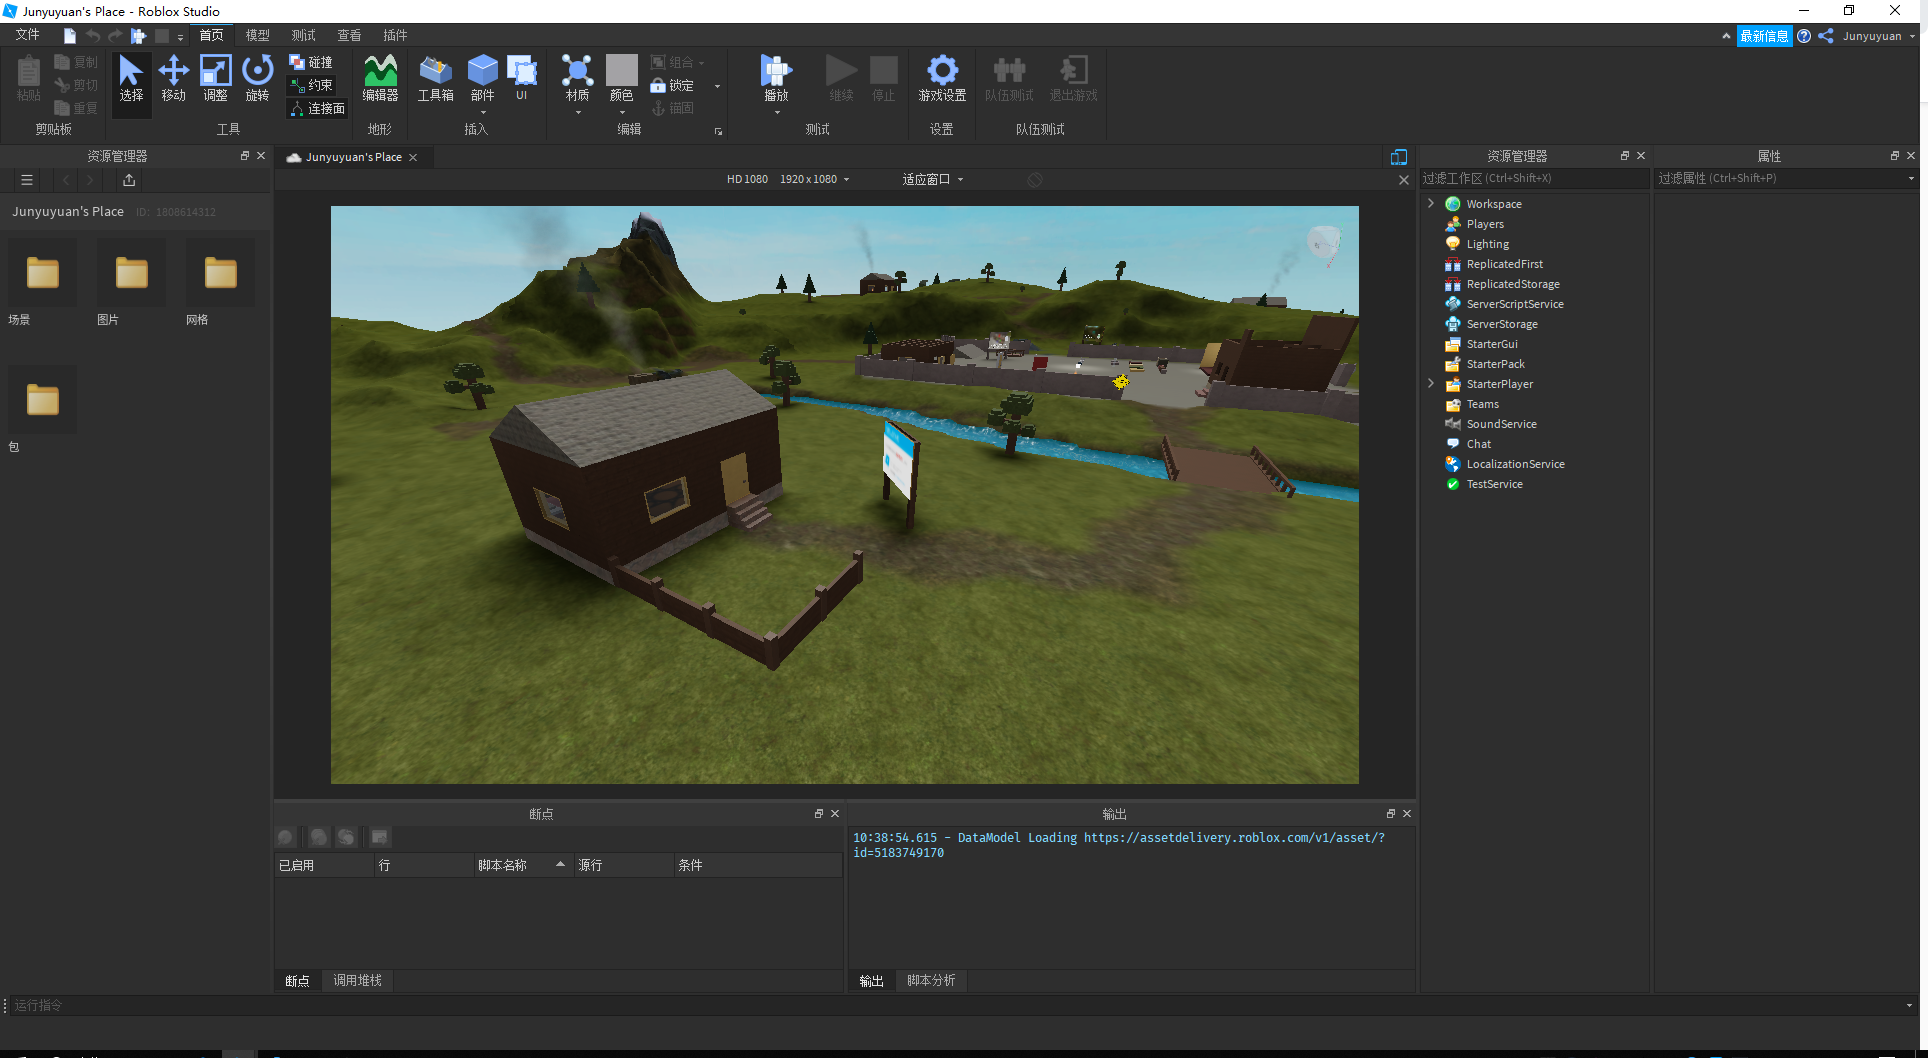 Junyuyuan's Place - Roblox Studio
文件
首页
模型
测试
查看
插件
最新信息
Junyuyuan
粘贴
复制
剪切
重复
剪贴板
选择
移动
调整
旋转
碰撞
约束
连接面
工具
编辑器
地形
工具箱
部件
UI
插入
材质
颜色
组合
锁定
锚固
编辑
播放
继续
停止
测试
游戏设置
设置
队伍测试
退出游戏
队伍测试
资源管理器
Junyuyuan's Place ID: 1808614312
场景
图片
网格
包
Junyuyuan's Place
HD 1080 1920 x 1080
适应窗口
断点
已启用
行
脚本名称
源行
条件
断点
调用堆栈
输出
10:38:54.615 - DataModel Loading https://assetdelivery.roblox.com/v1/asset/?
id=5183749170
输出
脚本分析
资源管理器
过滤工作区 (Ctrl+Shift+X)
Workspace
Players
Lighting
ReplicatedFirst
ReplicatedStorage
ServerScriptService
ServerStorage
StarterGui
StarterPack
StarterPlayer
Teams
SoundService
Chat
LocalizationService
TestService
属性
过滤属性 (Ctrl+Shift+P)
运行指令